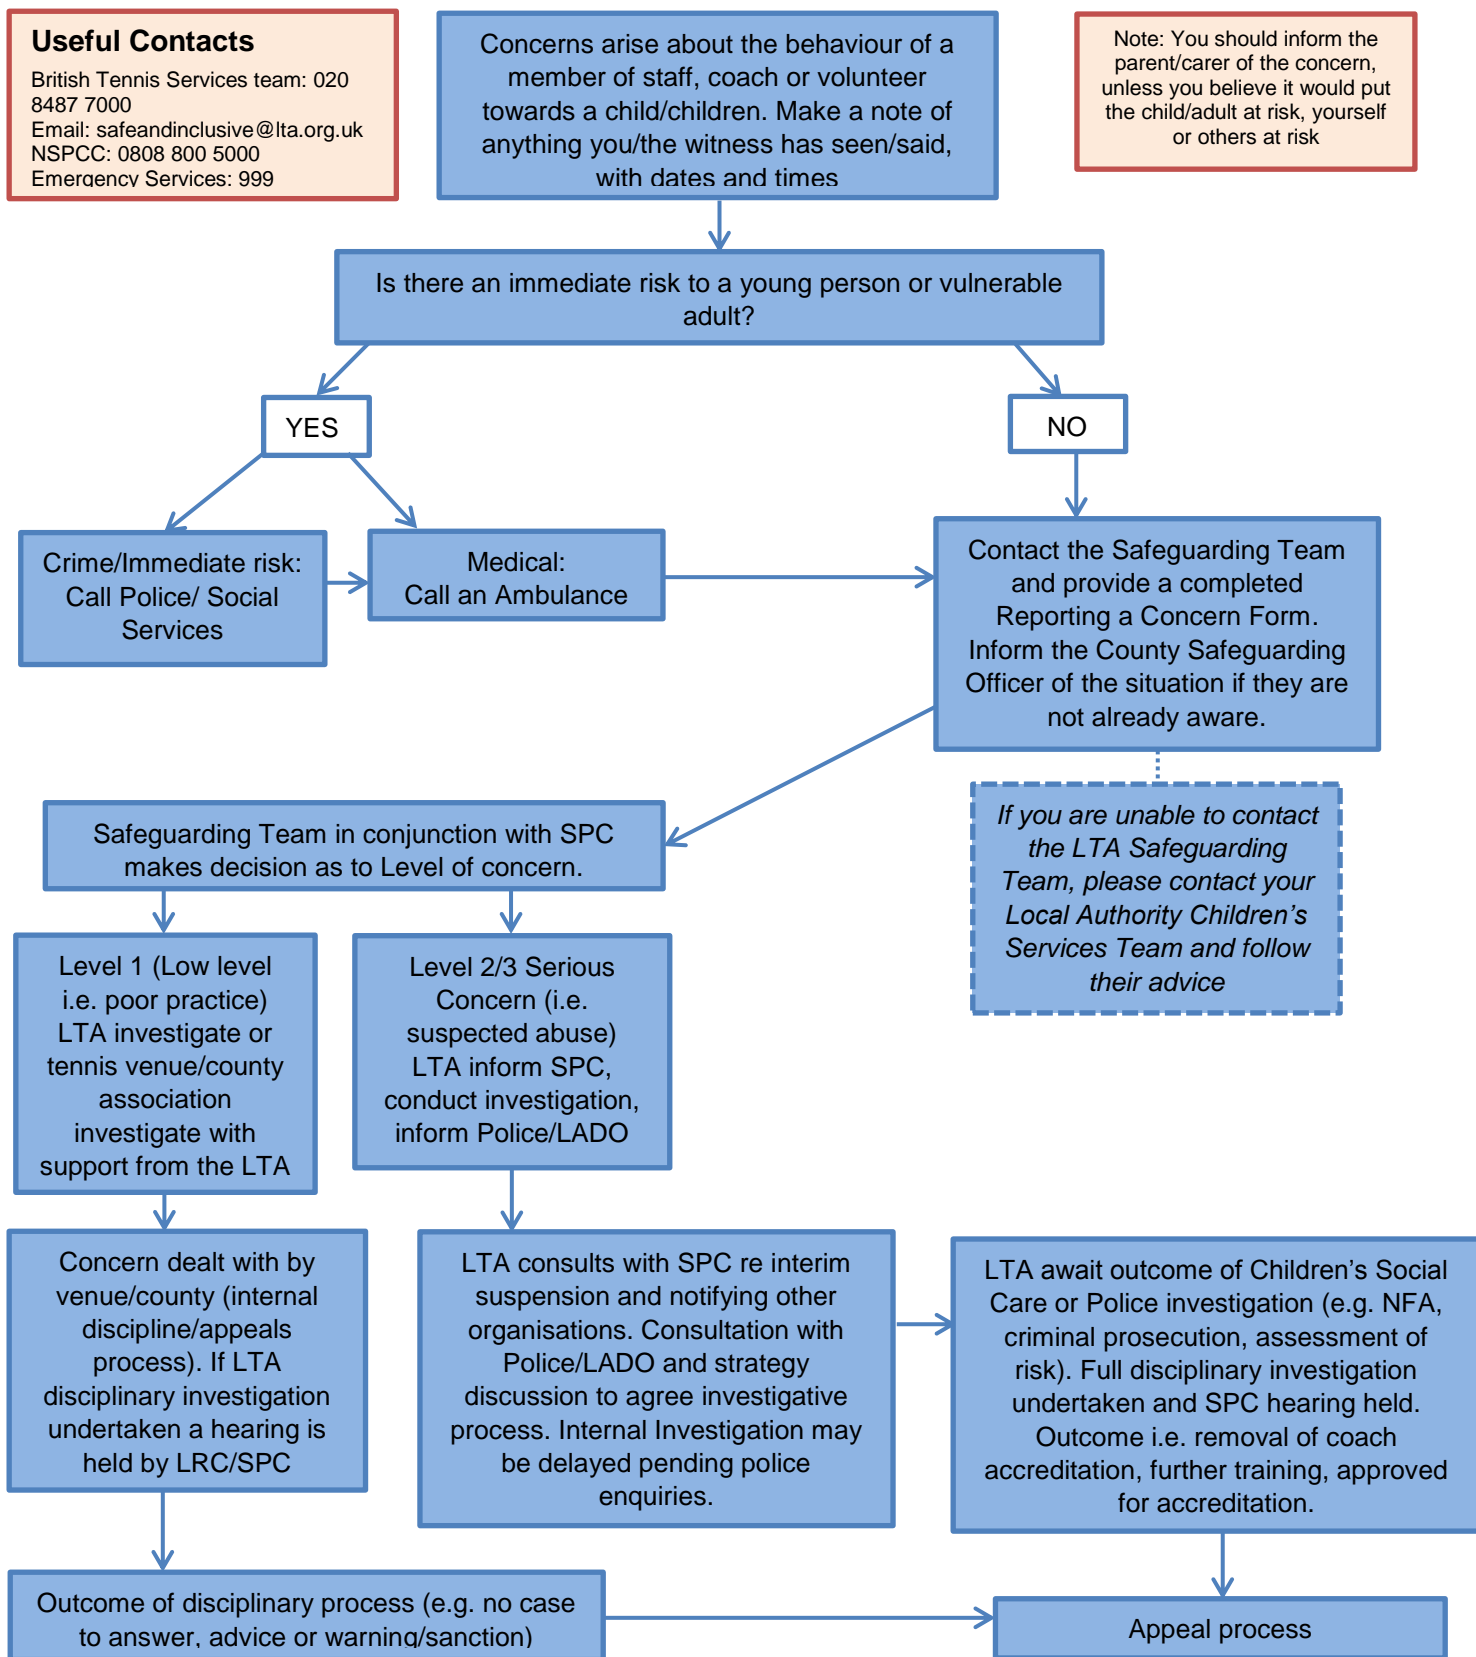 Useful Contacts
British Tennis Services team: 020
8487 7000
Email: safeandinclusive@lta.org.uk
NSPCC: 0808 800 5000
Emergency Services: 999
Concerns arise about the behaviour of a
member of staff, coach or volunteer
towards a child/children. Make a note of
anything you/the witness has seen/said,
with dates and times
Note: You should inform the
parent/carer of the concern,
unless you believe it would put
the child/adult at risk, yourself
or others at risk
Is there an immediate risk to a young person or vulnerable
adult?
YES
NO
Crime/Immediate risk:
Call Police/ Social
Services
Medical:
Call an Ambulance
Contact the Safeguarding Team
and provide a completed
Reporting a Concern Form.
Inform the County Safeguarding
Officer of the situation if they are
not already aware.
If you are unable to contact
the LTA Safeguarding
Team, please contact your
Local Authority Children's
Services Team and follow
their advice
Safeguarding Team in conjunction with SPC
makes decision as to Level of concern.
Level 1 (Low level
i.e. poor practice)
LTA investigate or
tennis venue/county
association
investigate with
support from the LTA
Level 2/3 Serious
Concern (i.e.
suspected abuse)
LTA inform SPC,
conduct investigation,
inform Police/LADO
Concern dealt with by
venue/county (internal
discipline/appeals
process). If LTA
disciplinary investigation
undertaken a hearing is
held by LRC/SPC
LTA consults with SPC re interim
suspension and notifying other
organisations. Consultation with
Police/LADO and strategy
discussion to agree investigative
process. Internal Investigation may
be delayed pending police
enquiries.
LTA await outcome of Children's Social
Care or Police investigation (e.g. NFA,
criminal prosecution, assessment of
risk). Full disciplinary investigation
undertaken and SPC hearing held.
Outcome i.e. removal of coach
accreditation, further training, approved
for accreditation.
Outcome of disciplinary process (e.g. no case
to answer, advice or warning/sanction)
Appeal process